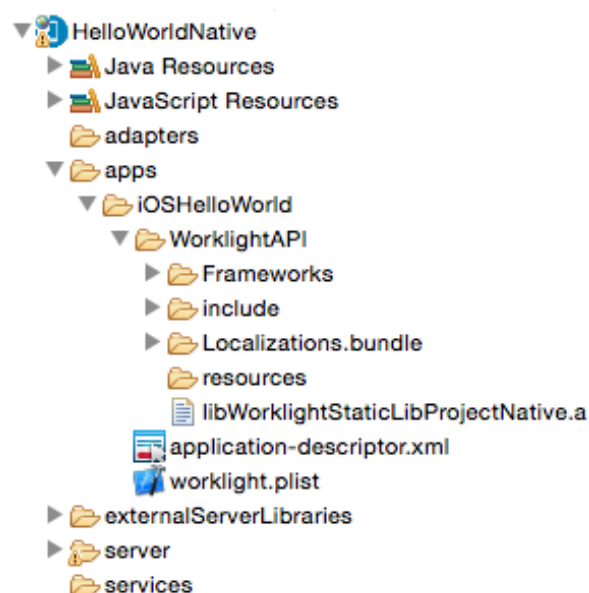 HelloWorldNative
Java Resources
JavaScript Resources
adapters
apps
iOSHelloWorld
WorklightAPI
Frameworks
include
Localizations.bundle
resources
libWorklightStaticLibProjectNative.a
application-descriptor.xml
worklight.plist
externalServerLibraries
server
services